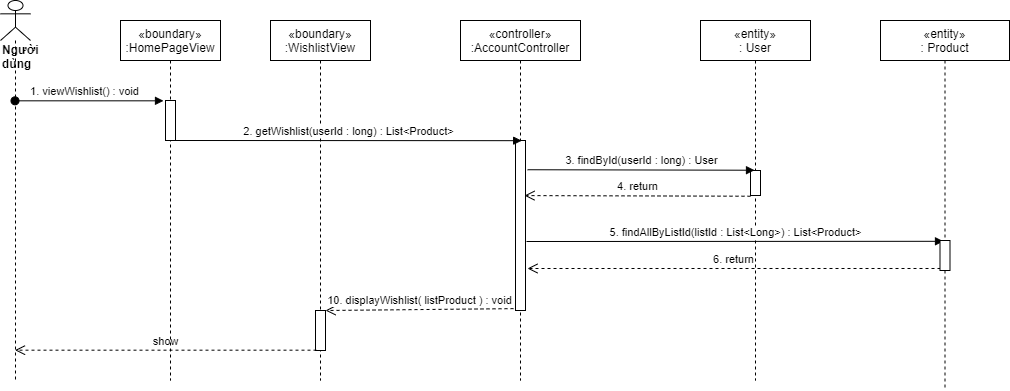 Người
dùng
«boundary»
:HomePageView
«boundary»
:WishlistView
«controller»
:AccountController
«entity»
: User
«entity»
: Product
1. viewWishlist() : void
2. getWishlist(userId : long) : List<Product>
3. findById(userId : long) : User
4. return
5. findAllByListId(listId : List<Long>) : List<Product>
6. return
10. displayWishlist( listProduct ) : void
show